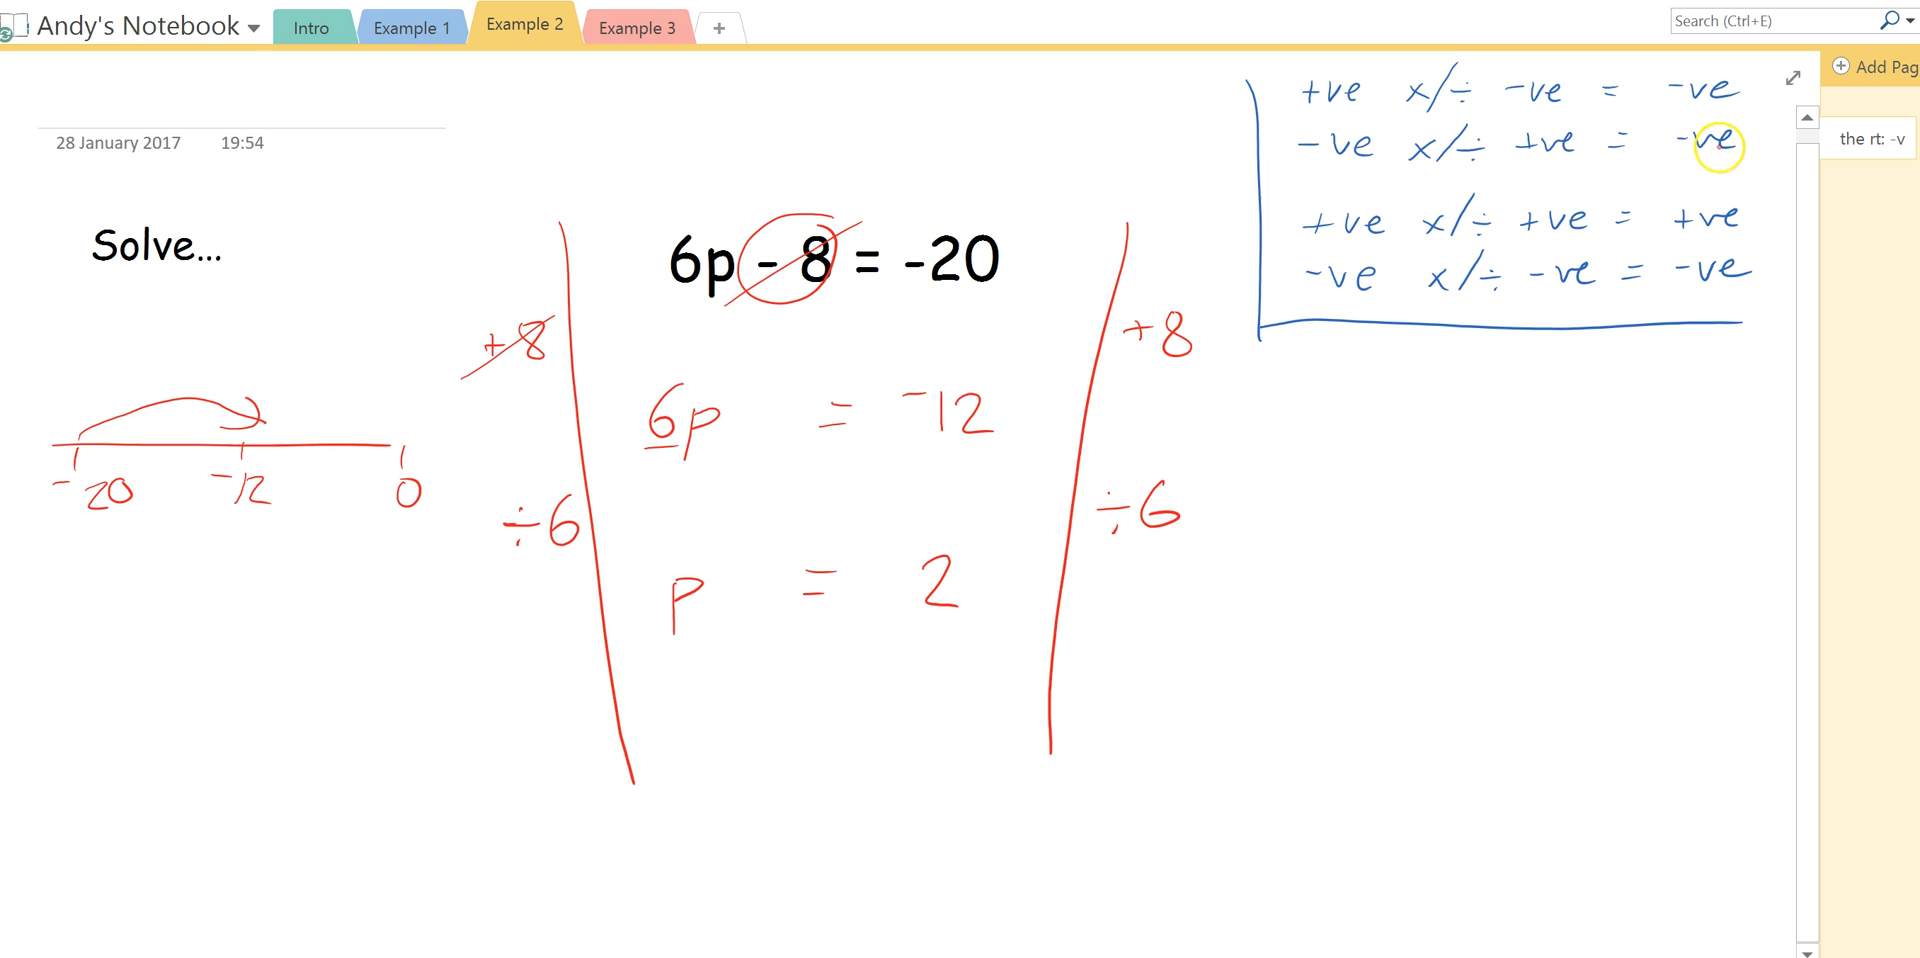 Andy's Notebook
Intro
Example 1
Example 2
Example 3
+
Search (Ctrl+E)
Add Pag
the rt: -v
28 January 2017 19:54
Solve...
6p - 8 = -20
+8
+8
6p = -12
÷6
÷6
p = 2
-20 -12 0
+ve x/÷ -ve = -ve
-ve x/÷ +ve = -ve
+ve x/÷ +ve = +ve
-ve x/÷ -ve = -ve